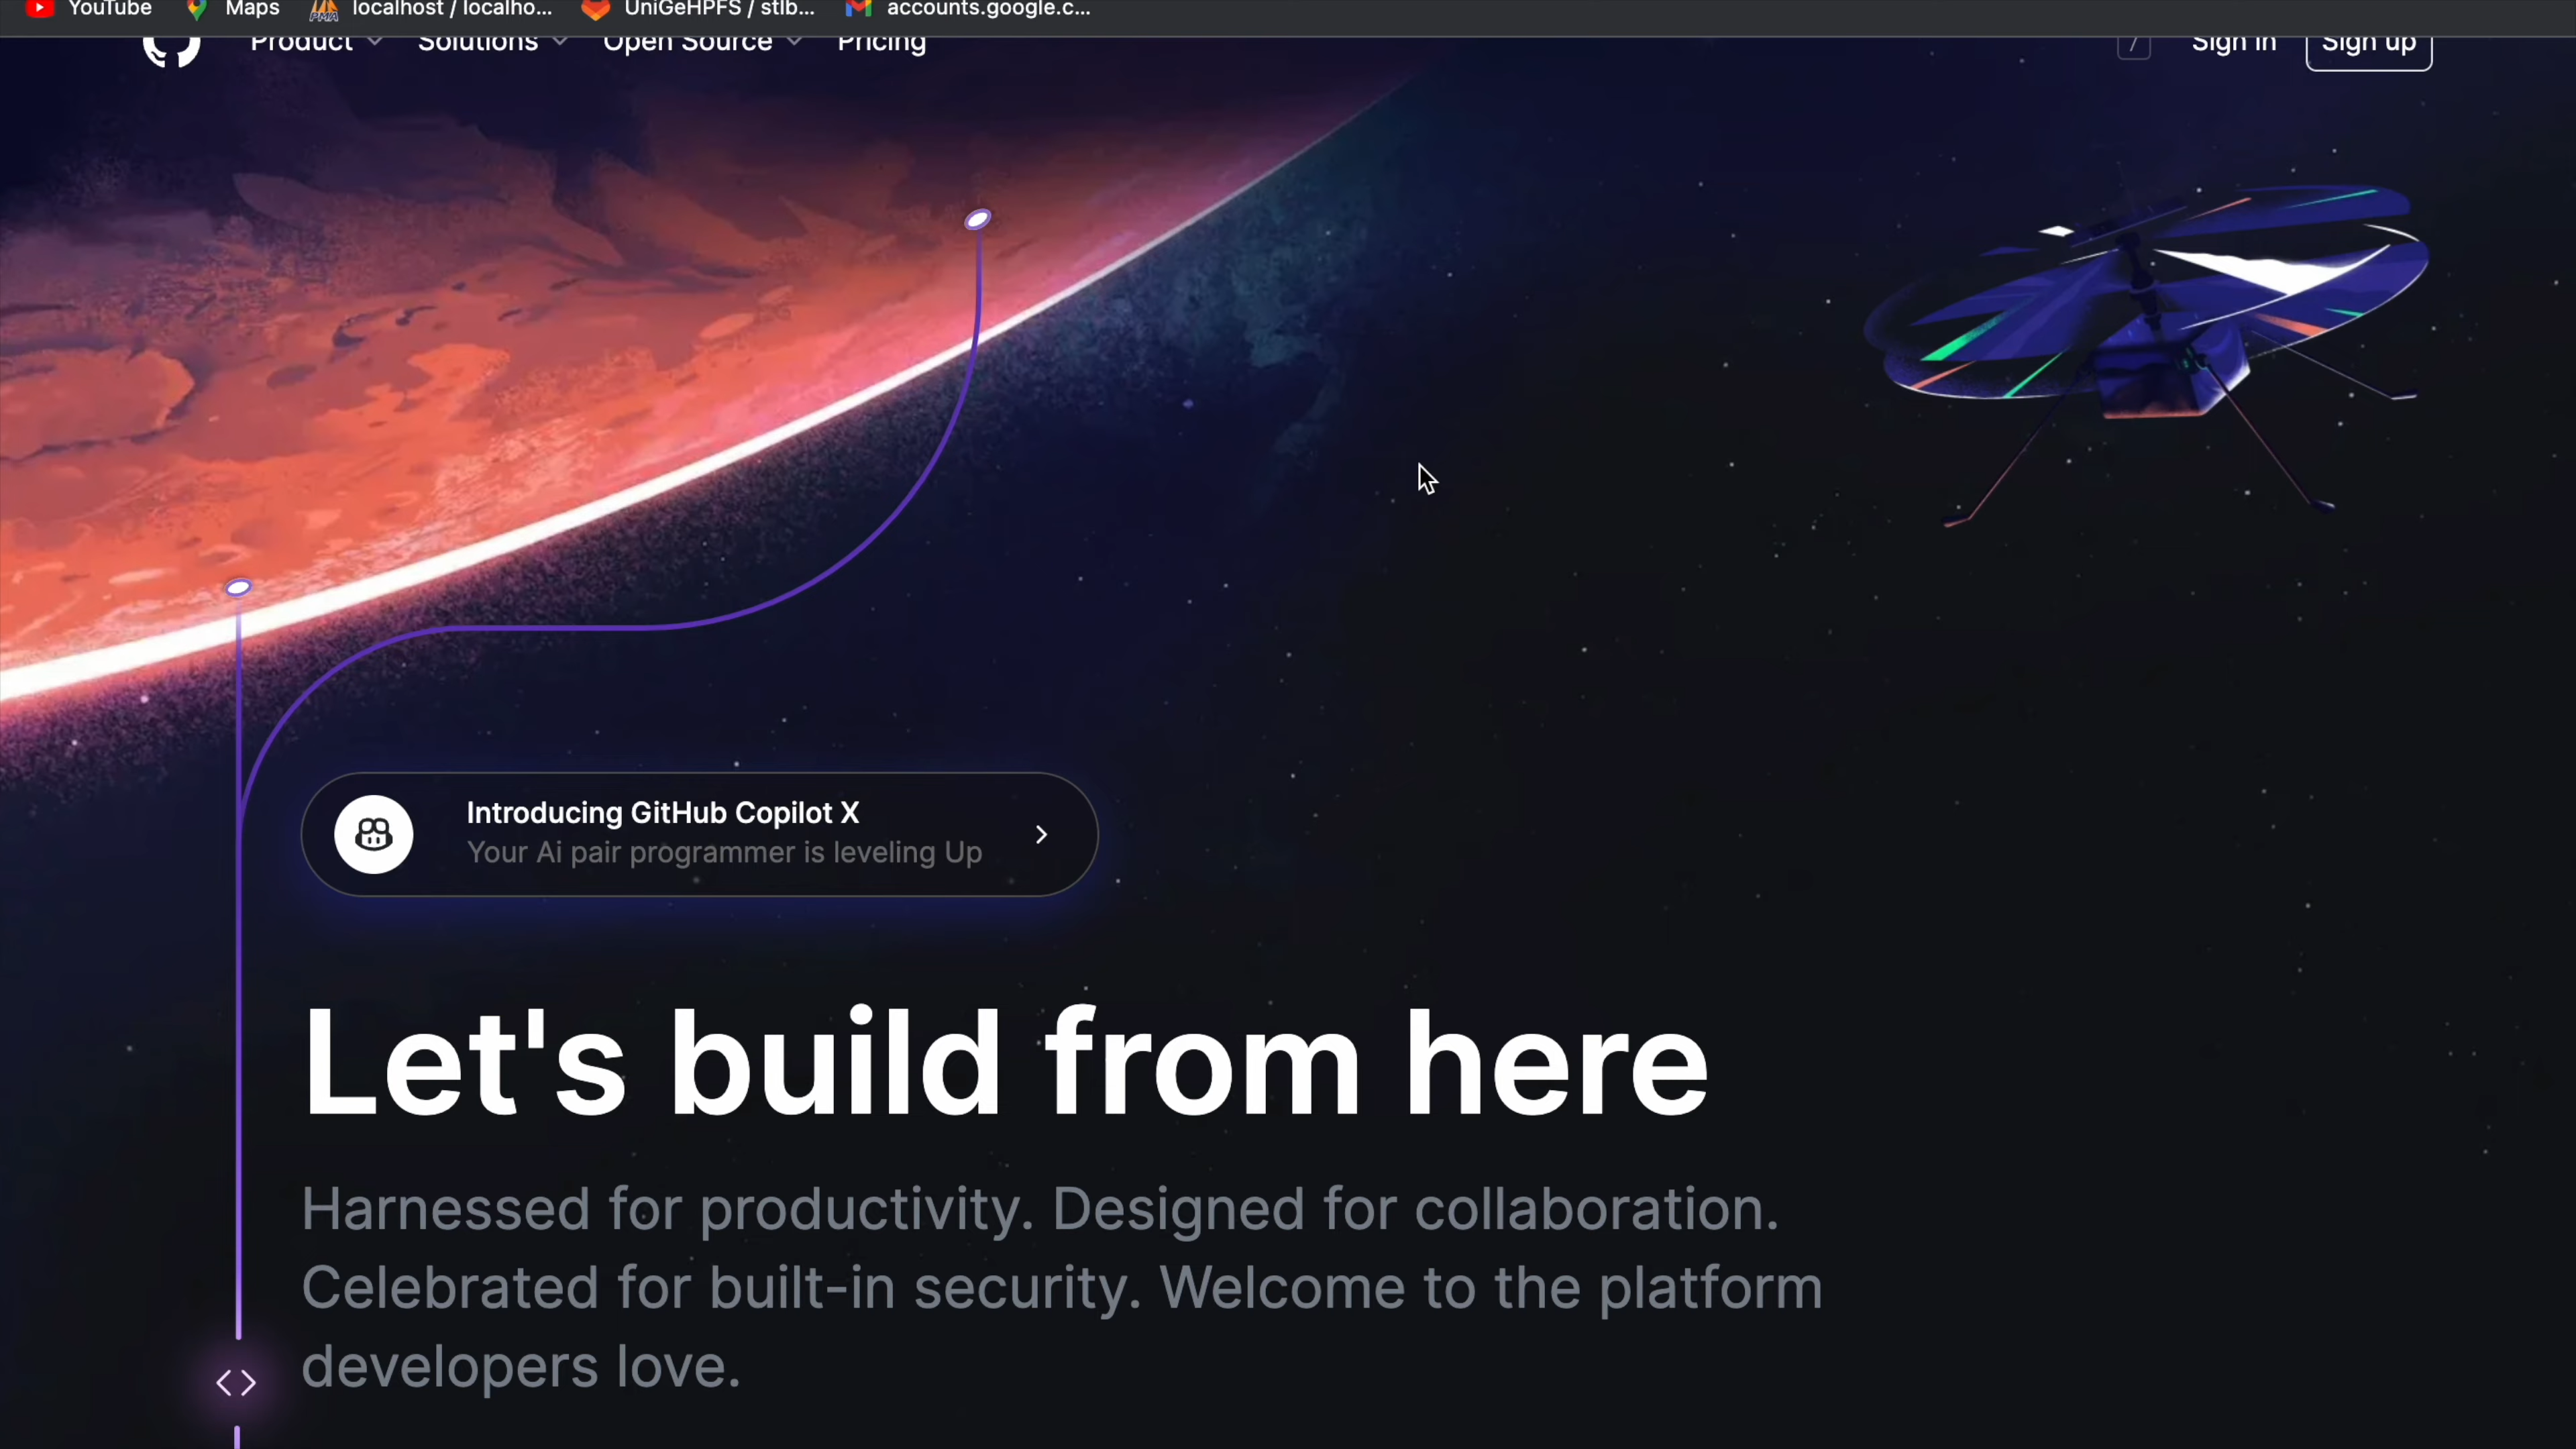 YouTube Maps localhost / localho... UniGeHPFS / stlb... accounts.google.c...
Product Solutions Open Source Pricing / Sign in Sign up
Introducing GitHub Copilot X
Your Ai pair programmer is leveling Up
Let's build from here
Harnessed for productivity. Designed for collaboration.
Celebrated for built-in security. Welcome to the platform
developers love.